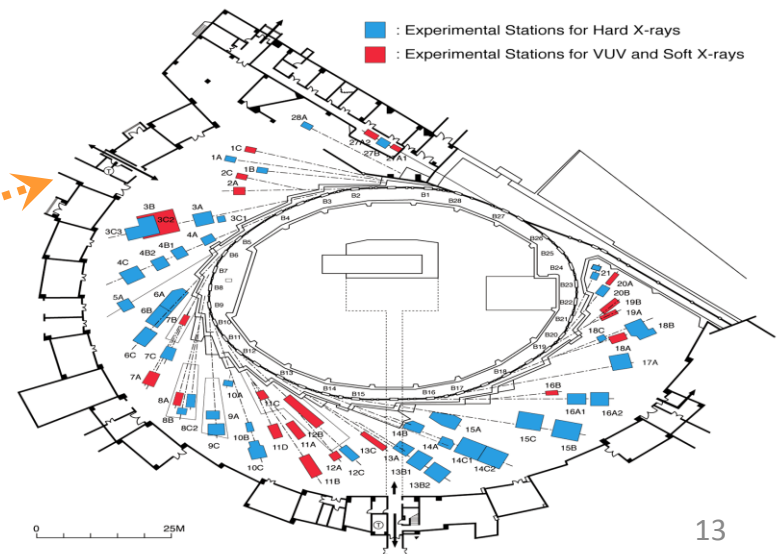 : Experimental Stations for Hard X-rays
: Experimental Stations for VUV and Soft X-rays
28A
27A2
27B
27A1
1C
1A
1B
2C
2A
3B
3A
3C2
3C1
3C3
4A
4B1
4B2
4C
5A
6A
6B
7B
6C
7C
7A
8A
8B
8C2
9A
9C
10A
10B
10C
11C
11D
11A
11B
12B
12A
12C
13C
13A
13B1
13B2
14B
14A
14C1
14C2
15A
15C
15B
16B
16A1
16A2
17A
18C
18A
18B
19A
19B
20B
20A
21
B1
B2
B3
B4
B5
B6
B7
B8
B9
B10
B11
B12
B13
B14
B15
B16
B17
B18
B19
B20
B21
B22
B23
B24
B25
B26
B27
B28
T
T
0
25M
13